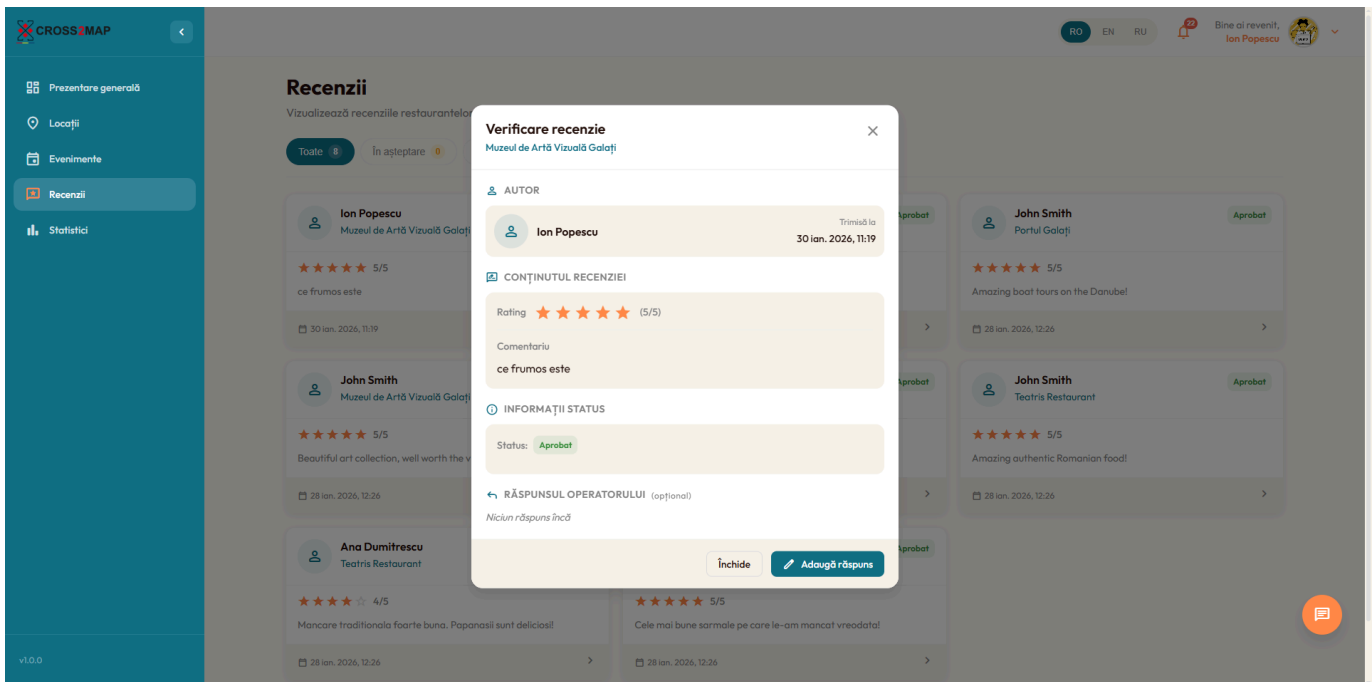 CROSS2MAP
RO EN RU
22
Bine ai revenit,
Ion Popescu
Prezentare generală
Locații
Evenimente
Recenzii
Statistici
v1.0.0
Recenzii
Vizualizează recenziile restaurantelor
Toate 8
În așteptare 0
Ion Popescu
Muzeul de Artă Vizuală Galați
5/5
ce frumos este
30 ian. 2026, 11:19
Aprobat
John Smith
Portul Galați
Aprobat
5/5
Amazing boat tours on the Danube!
28 ian. 2026, 12:26
John Smith
Muzeul de Artă Vizuală Galați
5/5
Beautiful art collection, well worth the v
28 ian. 2026, 12:26
Aprobat
John Smith
Teatris Restaurant
Aprobat
5/5
Amazing authentic Romanian food!
28 ian. 2026, 12:26
Ana Dumitrescu
Teatris Restaurant
4/5
Mancare traditionala foarte buna. Papanasii sunt deliciosi!
28 ian. 2026, 12:26
Aprobat
5/5
Cele mai bune sarmale pe care le-am mancat vreodata!
28 ian. 2026, 12:26
Verificare recenzie
Muzeul de Artă Vizuală Galați
AUTOR
Ion Popescu
Trimisă la
30 ian. 2026, 11:19
CONȚINUTUL RECENZIEI
Rating (5/5)
Comentariu
ce frumos este
INFORMAȚII STATUS
Status: Aprobat
RĂSPUNSUL OPERATORULUI (opțional)
Niciun răspuns încă
Închide
Adaugă răspuns